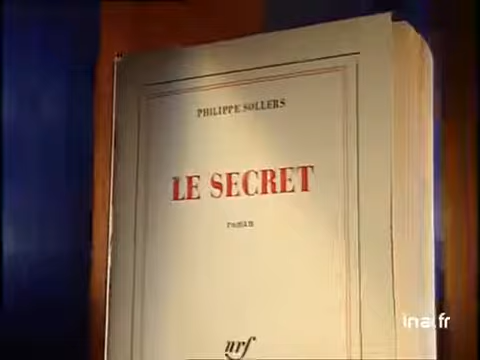 PHILIPPE SOLLERS
LE SECRET
roman
nrf
ina.fr